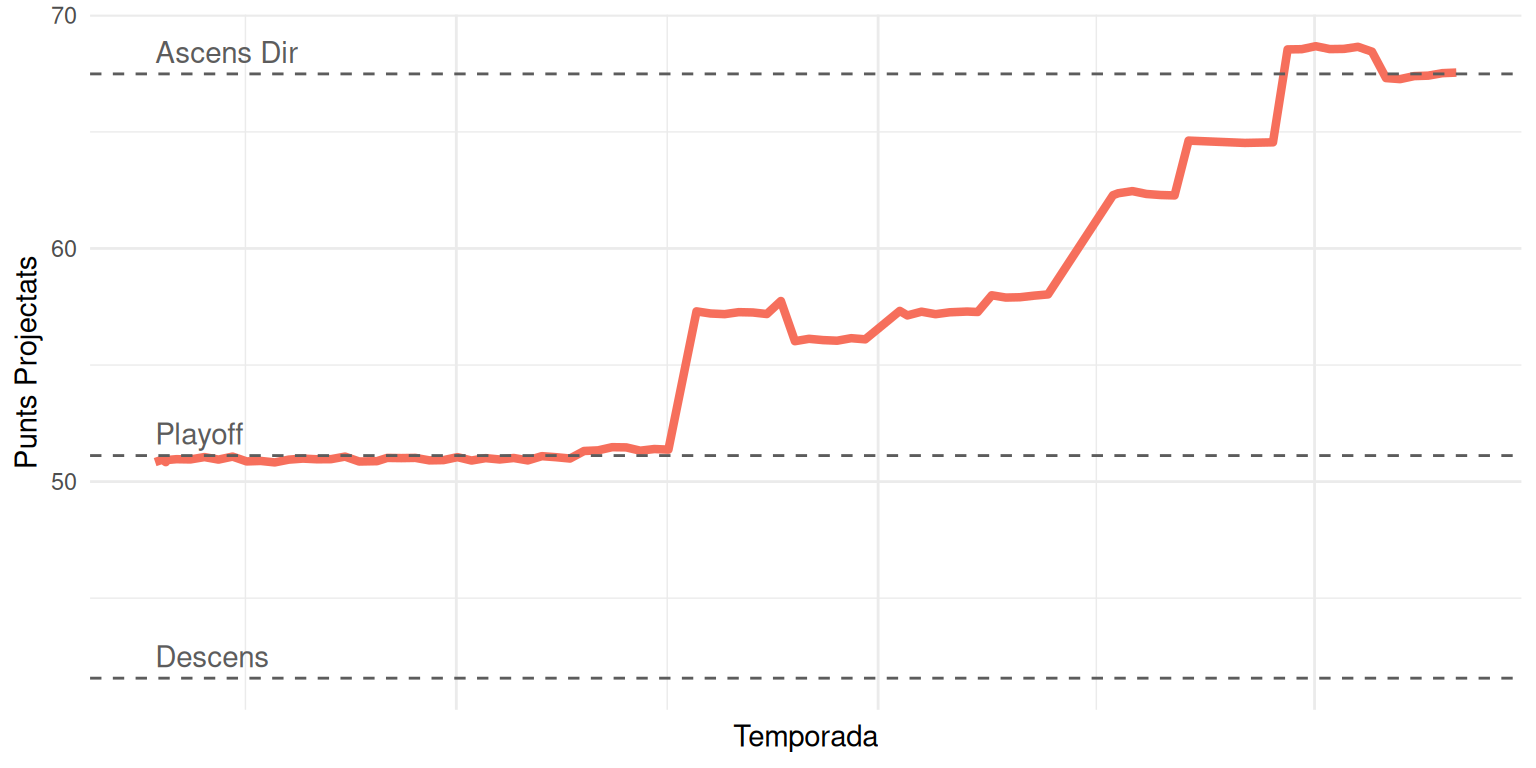 70
Ascens Dir
60
Punts Projectats
Playoff
50
Descens
Temporada